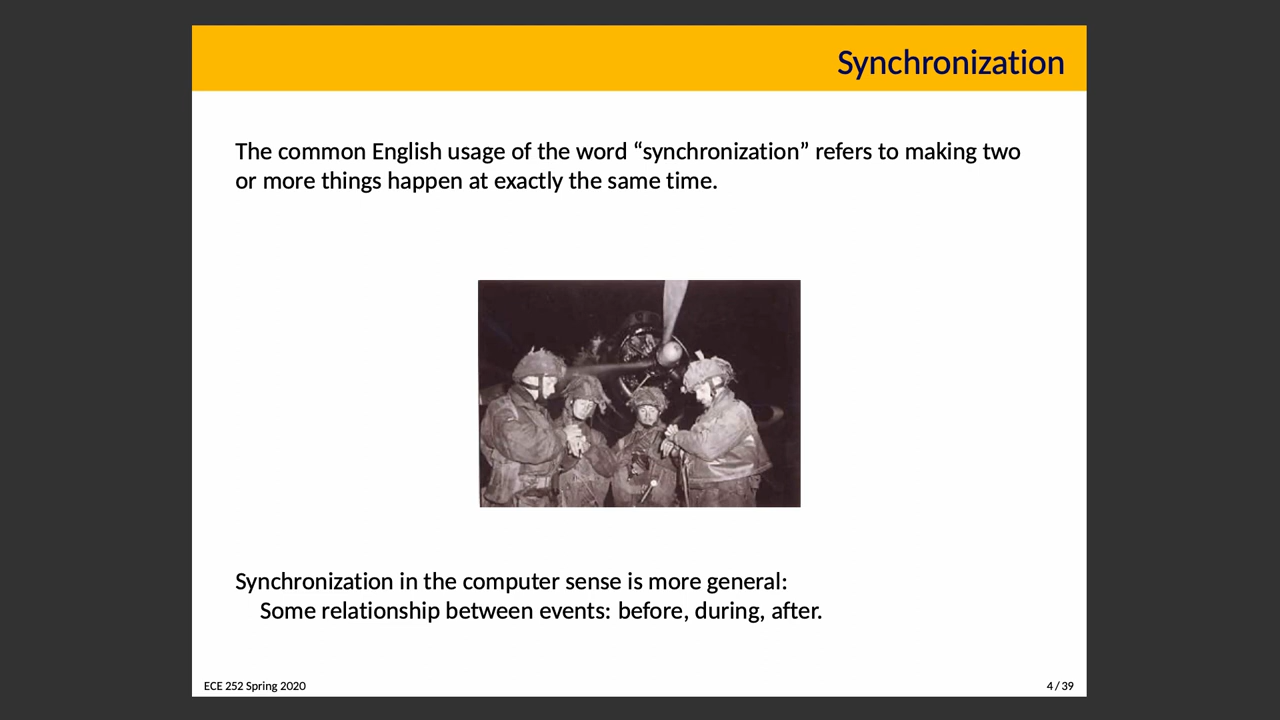 Synchronization
The common English usage of the word “synchronization” refers to making two
or more things happen at exactly the same time.
Synchronization in the computer sense is more general:
Some relationship between events: before, during, after.
ECE 252 Spring 2020
4 / 39